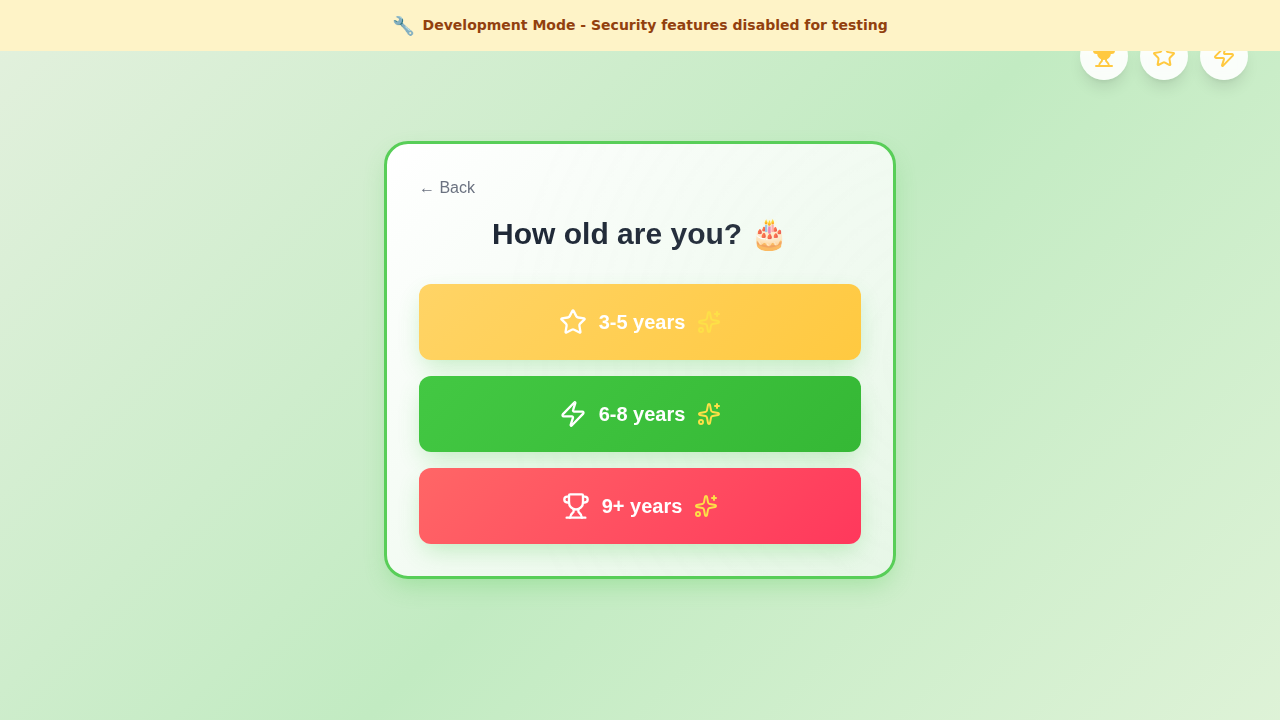 🔧 Development Mode - Security features disabled for testing
← Back
How old are you? 🎂
3-5 years
6-8 years
9+ years